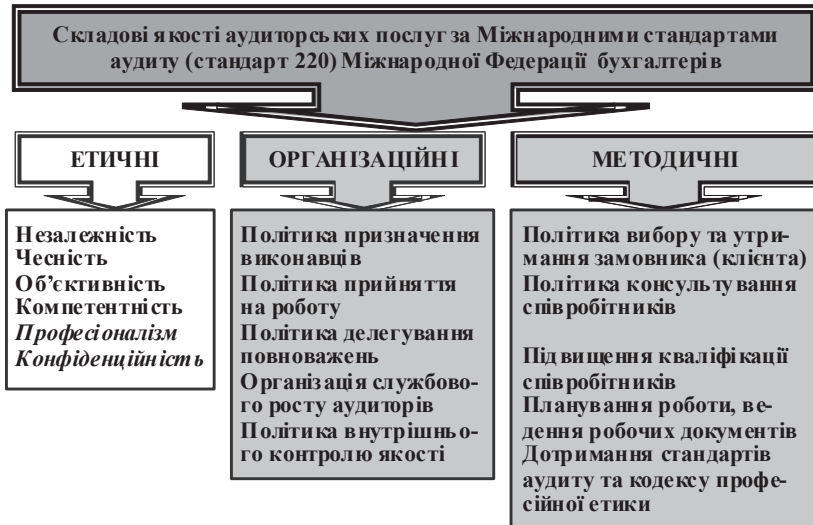 Складові якості аудиторських послуг за Міжнародними стандартами
аудиту (стандарт 220) Міжнародної Федерації бухгалтерів
ЕТИЧНІ
Незалежність
Чесність
Об’єктивність
Компетентність
Професіоналізм
Конфіденційність
ОРГАНІЗАЦІЙНІ
Політика призначення
виконавців
Політика прийняття
на роботу
Політика делегування
повноважень
Організація службово-
го росту аудиторів
Політика внутрішньо-
го контролю якості
МЕТОДИЧНІ
Політика вибору та утри-
мання замовника (клієнта)
Політика консультування
співробітників
Підвищення кваліфікації
співробітників
Планування роботи, ве-
дення робочих документів
Дотримання стандартів
аудиту та кодексу профе-
сійної етики